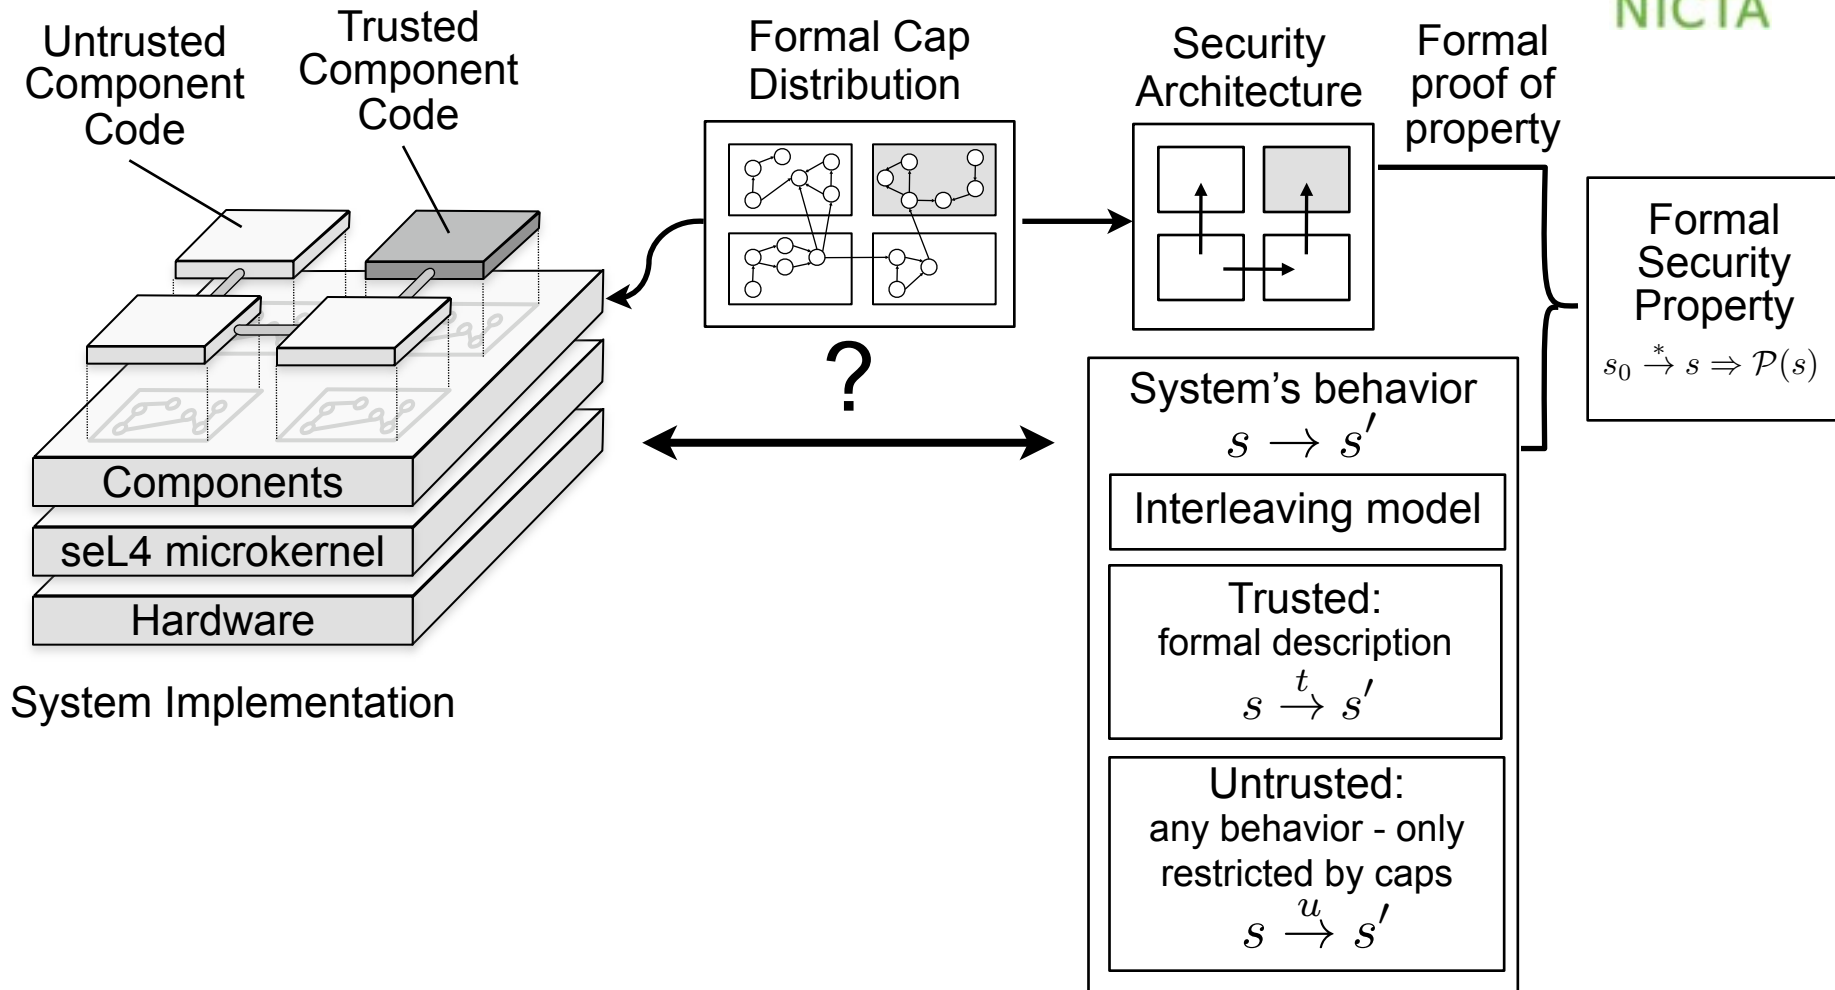 NICTA
Untrusted
Component
Code
Trusted
Component
Code
Formal Cap
Distribution
Security
Architecture
Formal
proof of
property
Formal
Security
Property
s₀ →* s ⇒ 𝒫(s)
?
System's behavior
s → s′
Interleaving model
Trusted:
formal description
s →ᵗ s′
Untrusted:
any behavior - only
restricted by caps
s →ᵘ s′
Components
seL4 microkernel
Hardware
System Implementation